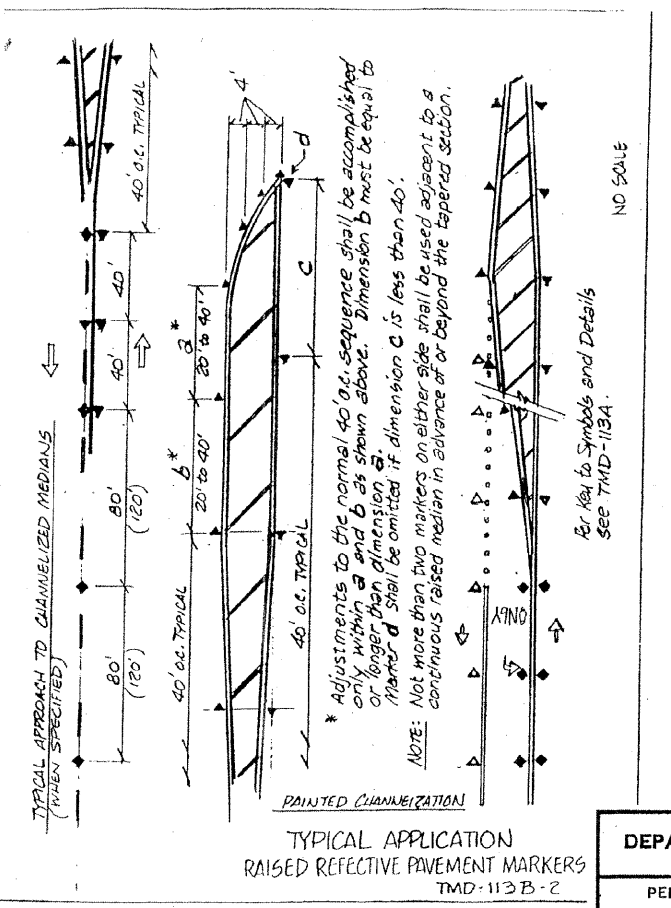 TYPICAL APPROACH TO CHANNELIZED MEDIANS
(WHEN SPECIFIED)
80'
(120')
80'
(120')
40'
40'
40' O.C. TYPICAL
40' O.C. TYPICAL
b*
20' to 40'
a*
20' to 40'
4'
d
40' O.C. TYPICAL
C
* Adjustments to the normal 40' o.c. sequence shall be accomplished
only within a and b as shown above. Dimension b must be equal to
or longer than dimension a.
Marker d shall be omitted if dimension C is less than 40'.
NOTE: Not more than two markers on either side shall be used adjacent to a
continuous raised median in advance of or beyond the tapered section.
ONLY
For Key to Symbols and Details
see TMD-113A.
NO SCALE
PAINTED CHANNELIZATION
TYPICAL APPLICATION
RAISED REFECTIVE PAVEMENT MARKERS
TMD-113B-2
DEPA
PE